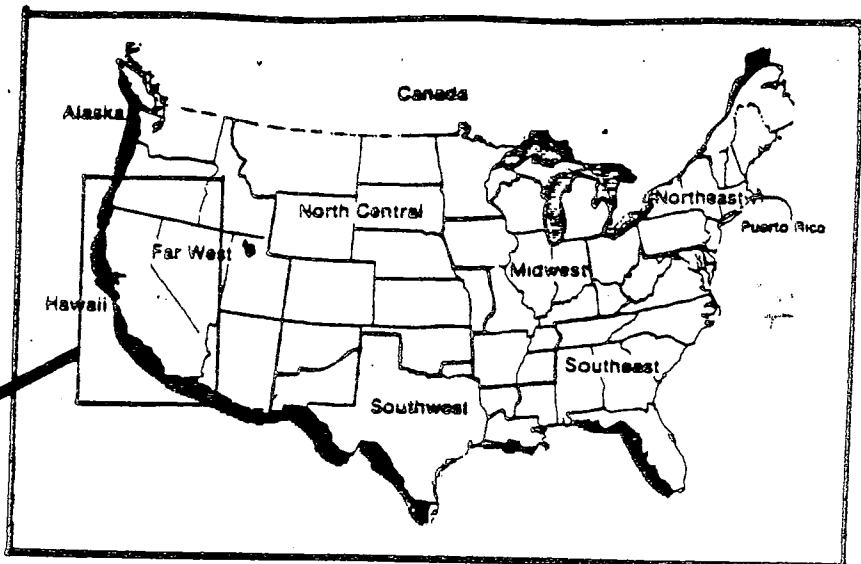 Canada
Alaska
Northeast
North Central
Puerto Rico
Far West
Midwest
Hawaii
Southeast
Southwest